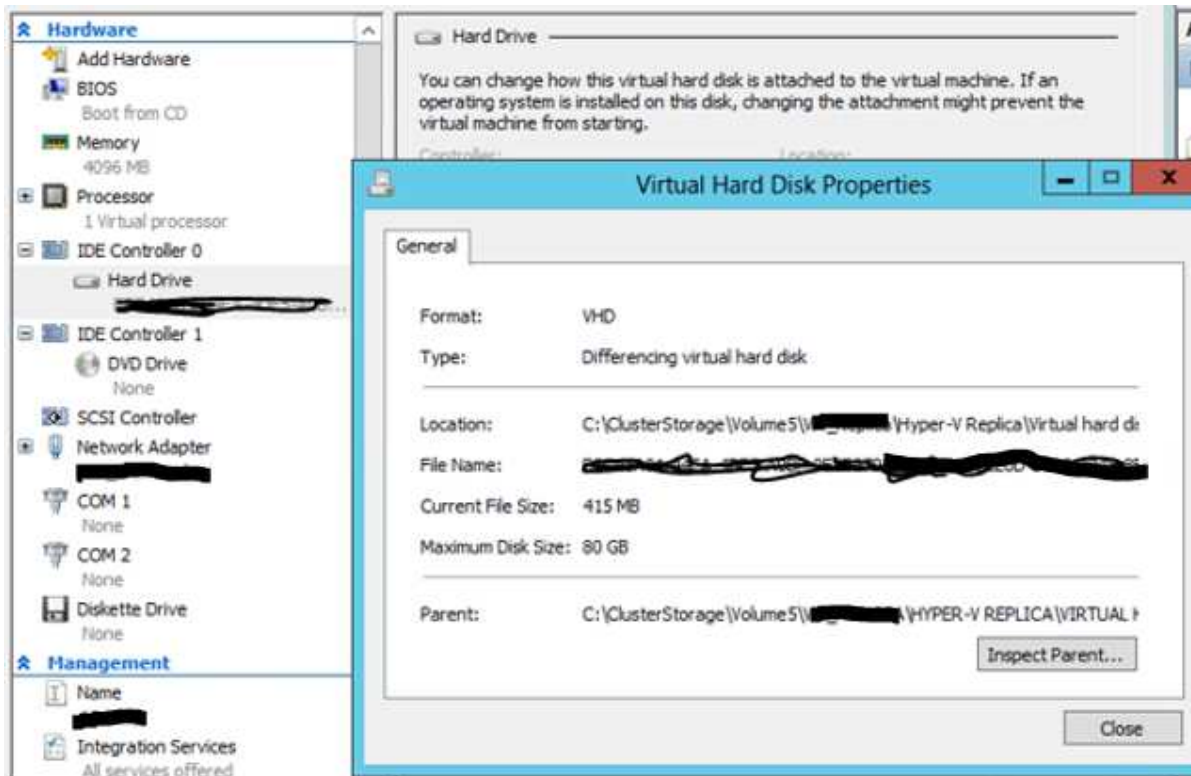 Hardware
Add Hardware
BIOS
Boot from CD
Memory
4096 MB
Processor
1 Virtual processor
IDE Controller 0
Hard Drive
IDE Controller 1
DVD Drive
None
SCSI Controller
Network Adapter
COM 1
None
COM 2
None
Diskette Drive
None
Management
Name
Integration Services
All services offered
Hard Drive
You can change how this virtual hard disk is attached to the virtual machine. If an
operating system is installed on this disk, changing the attachment might prevent the
virtual machine from starting.
Controller: Location:
Virtual Hard Disk Properties
General
Format: VHD
Type: Differencing virtual hard disk
Location: C:\ClusterStorage\Volume5\ \Hyper-V Replica\Virtual hard
File Name:
Current File Size: 415 MB
Maximum Disk Size: 80 GB
Parent: C:\ClusterStorage\Volume5\ \HYPER-V REPLICA\VIRTUAL
Inspect Parent...
Close